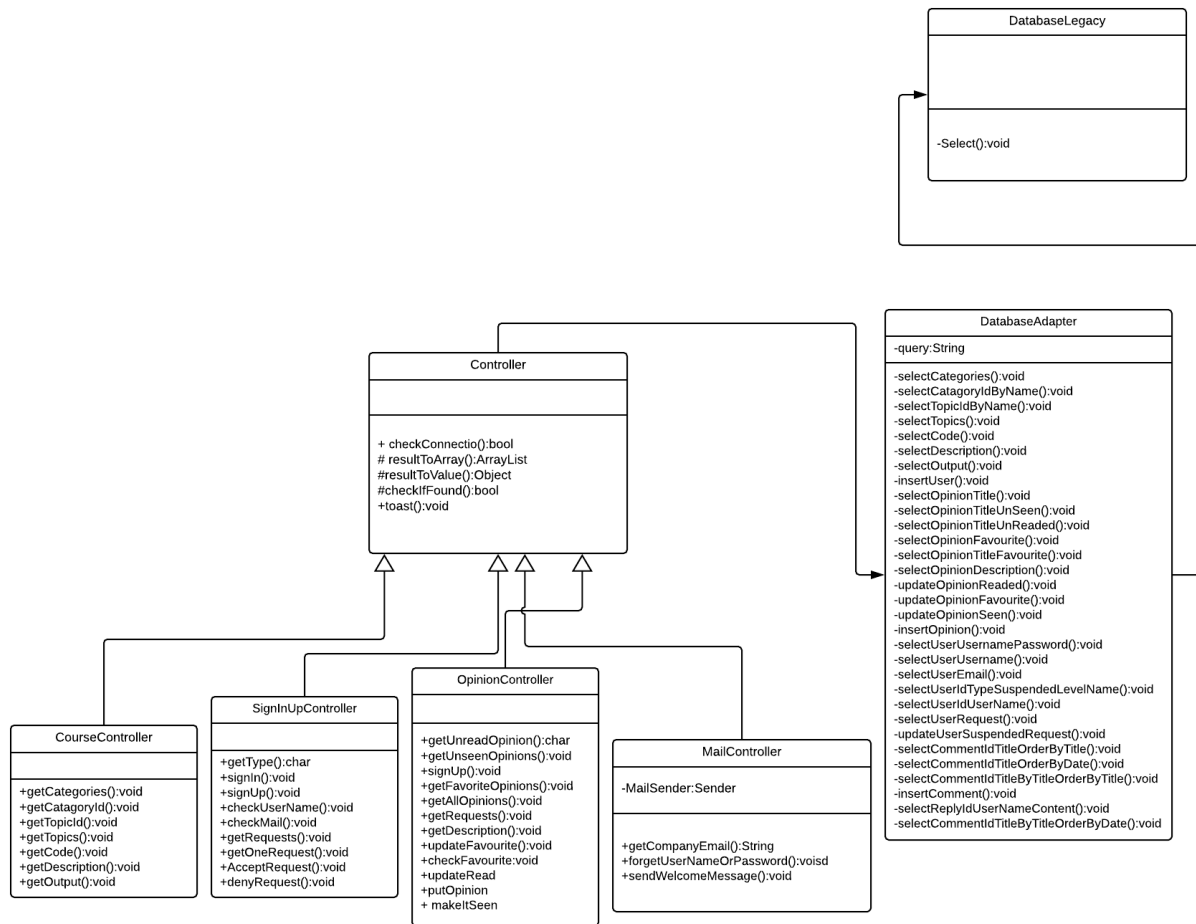 DatabaseLegacy
-Select():void
DatabaseAdapter
-query:String
-selectCategories():void
-selectCatagoryIdByName():void
-selectTopicIdByName():void
-selectTopics():void
-selectCode():void
-selectDescription():void
-selectOutput():void
-insertUser():void
-selectOpinionTitle():void
-selectOpinionTitleUnSeen():void
-selectOpinionTitleUnReaded():void
-selectOpinionFavourite():void
-selectOpinionTitleFavourite():void
-selectOpinionDescription():void
-updateOpinionReaded():void
-updateOpinionFavourite():void
-updateOpinionSeen():void
-insertOpinion():void
-selectUserUsernamePassword():void
-selectUserUsername():void
-selectUserEmail():void
-selectUserIdTypeSuspendedLevelName():void
-selectUserIdUserName():void
-selectUserRequest():void
-updateUserSuspendedRequest():void
-selectCommentIdTitleOrderByTitle():void
-selectCommentIdTitleOrderByDate():void
-selectCommentIdTitleByTitleOrderByTitle():void
-insertComment():void
-selectReplyIdUserNameContent():void
-selectCommentIdTitleByTitleOrderByDate():void
Controller
+ checkConnectio():bool
# resultToArray():ArrayList
#resultToValue():Object
#checkIfFound():bool
+toast():void
CourseController
+getCategories():void
+getCatagoryId():void
+getTopicId():void
+getTopics():void
+getCode():void
+getDescription():void
+getOutput():void
SignInUpController
+getType():char
+signIn():void
+signUp():void
+checkUserName():void
+checkMail():void
+getRequests():void
+getOneRequest():void
+AcceptRequest():void
+denyRequest():void
OpinionController
+getUnreadOpinion():char
+getUnseenOpinions():void
+signUp():void
+getFavoriteOpinions():void
+getAllOpinions():void
+getRequests():void
+getDescription():void
+updateFavourite():void
+checkFavourite:void
+updateRead
+putOpinion
+ makeItSeen
MailController
-MailSender:Sender
+getCompanyEmail():String
+forgetUserNameOrPassword():voisd
+sendWelcomeMessage():void